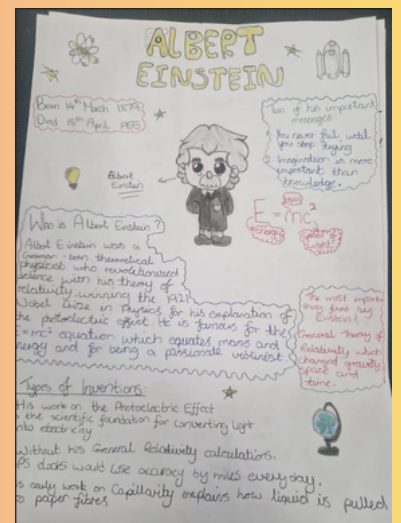 ALBERT
EINSTEIN
Born 14th March 1879
Died 18th April 1955
Two of his important
messages:
1. You never fail until
you stop trying
2. Imagination is more
important than
knowledge.
Albert
Einstein
E=mc²
Energy
mass
Speed of
Light
Who is Albert Einstein?
Albert Einstein was a
German-born theoretical
physicist who revolutionised
science with his theory of
relativity winning the 1921
Nobel Prize in Physics for his explanation of
the photoelectric effect. He is famous for the
E=mc² equation which equates mass and
energy and for being a passionate violinist
The most important
thing found by
Einstein?
General Theory of
Relativity which
changed gravity
space and
time.
Types of Inventions:
His work on the Photoelectric Effect
the scientific foundation for converting light
into electricity
Without his General Relativity calculations.
GPS clocks would lose accuracy by miles everyday.
early work on Capillarity explains how liquid is pulled
paper fibres